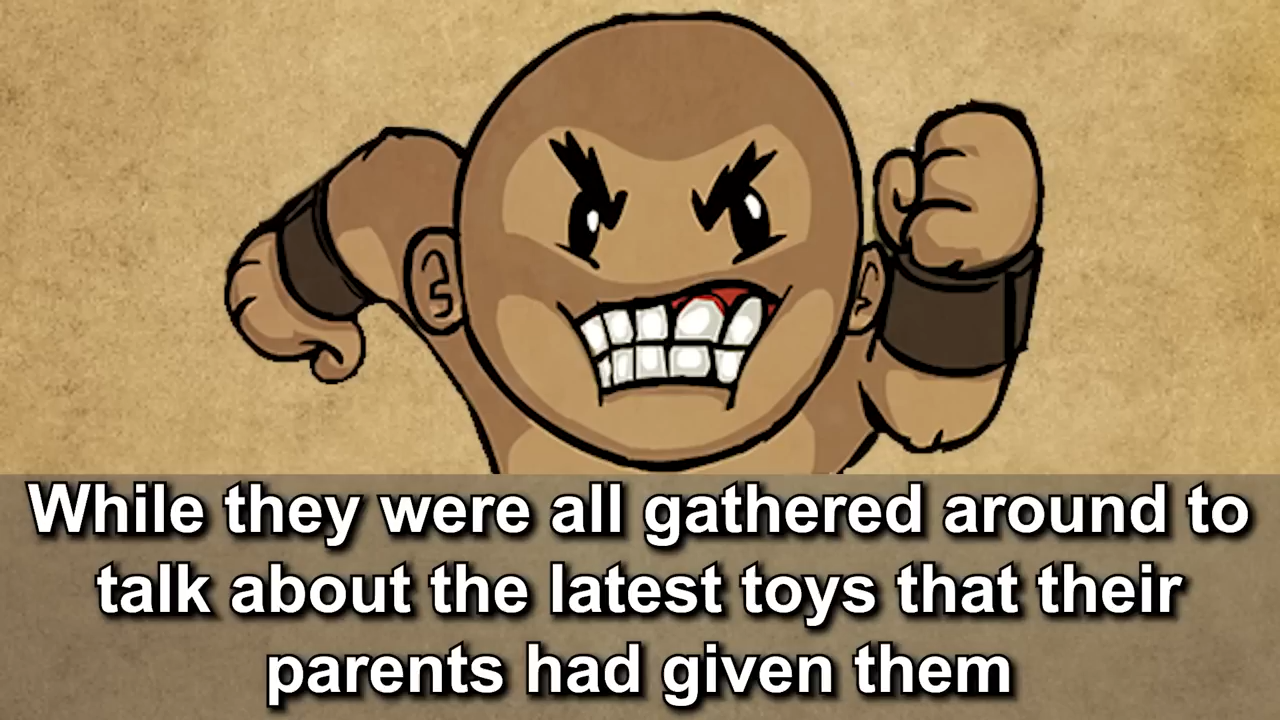 While they were all gathered around to
talk about the latest toys that their
parents had given them